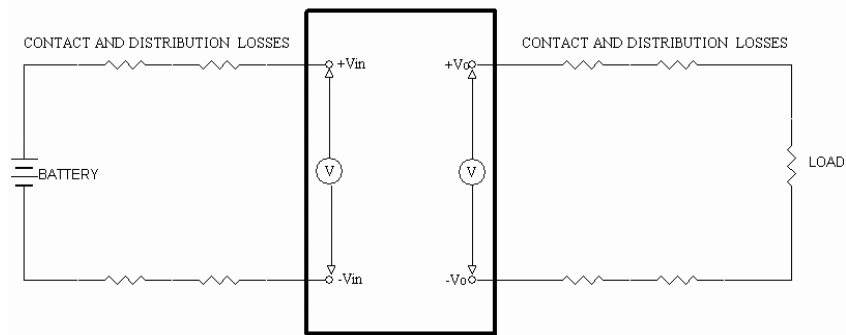 CONTACT AND DISTRIBUTION LOSSES
CONTACT AND DISTRIBUTION LOSSES
+Vin
+Vo
V
V
BATTERY
LOAD
-Vin
-Vo